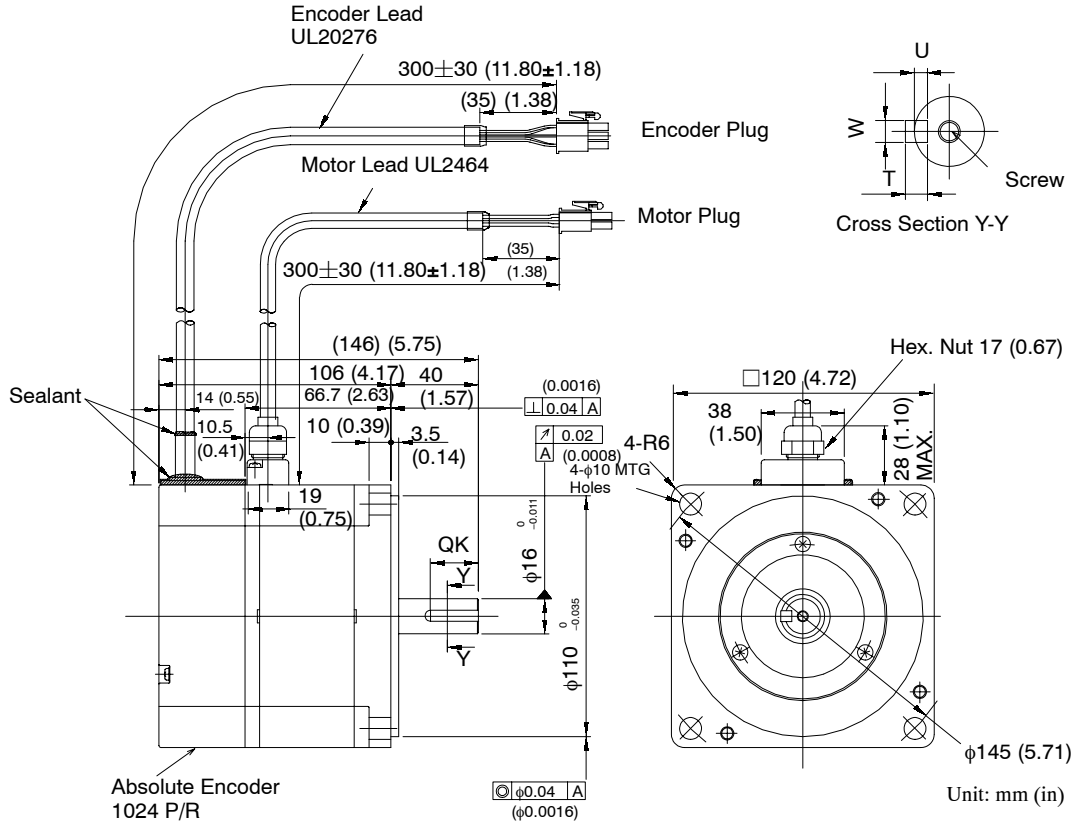 Encoder Lead
UL20276
300±30 (11.80±1.18)
(35) (1.38)
Encoder Plug
Motor Lead UL2464
Motor Plug
(35)
(1.38)
300±30 (11.80±1.18)
U
W
T
Screw
Cross Section Y-Y
(146) (5.75)
106 (4.17)
40
(1.57)
66.7 (2.63)
Sealant
14 (0.55)
10.5
(0.41)
10 (0.39)
3.5
(0.14)
19
(0.75)
(0.0016)
⊥ 0.04 A
↗ 0.02
A
(0.0008)
QK
Y
Y
φ16 0 -0.011
φ110 0 -0.035
◎ φ0.04 A
(φ0.0016)
Absolute Encoder
1024 P/R
Hex. Nut 17 (0.67)
□120 (4.72)
38
(1.50)
28 (1.10)
MAX.
4-R6
4-φ10 MTG
Holes
φ145 (5.71)
Unit: mm (in)